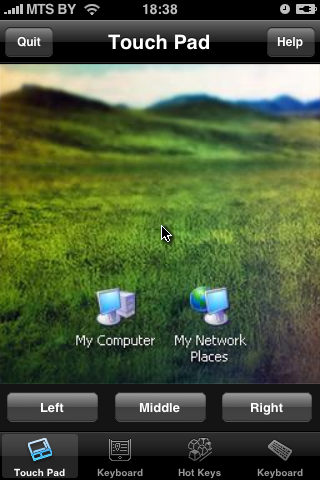 MTS BY 18:38
Quit Touch Pad Help
My Computer My Network
Places
Left Middle Right
Touch Pad Keyboard Hot Keys Keyboard